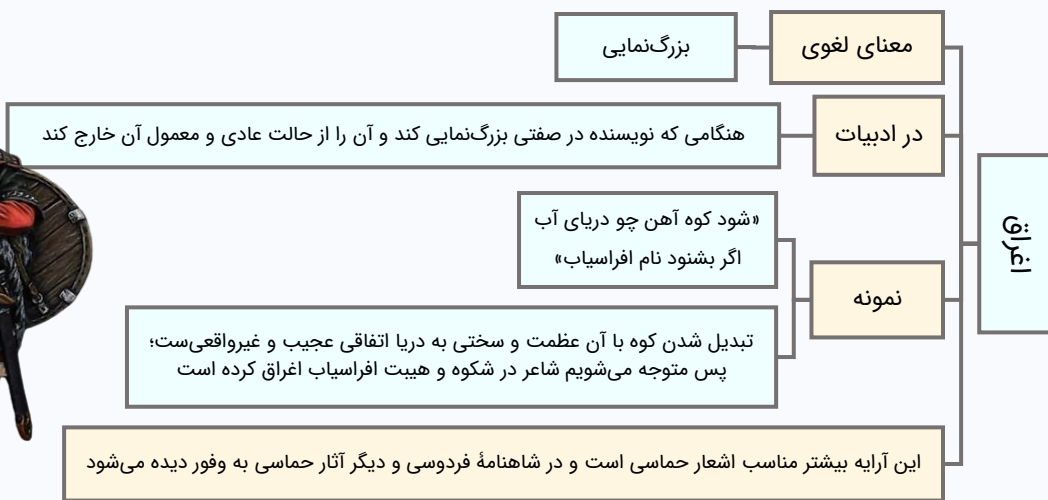 اغراق
معنای لغوی
بزرگ‌نمایی
در ادبیات
هنگامی که نویسنده در صفتی بزرگ‌نمایی کند و آن را از حالت عادی و معمول آن خارج کند
نمونه
«شود کوه آهن چو دریای آب
اگر بشنود نام افراسیاب»
تبدیل شدن کوه با آن عظمت و سختی به دریا اتفاقی عجیب و غیرواقعی‌ست؛
پس متوجه می‌شویم شاعر در شکوه و هیبت افراسیاب اغراق کرده است
این آرایه بیشتر مناسب اشعار حماسی است و در شاهنامهٔ فردوسی و دیگر آثار حماسی به وفور دیده می‌شود